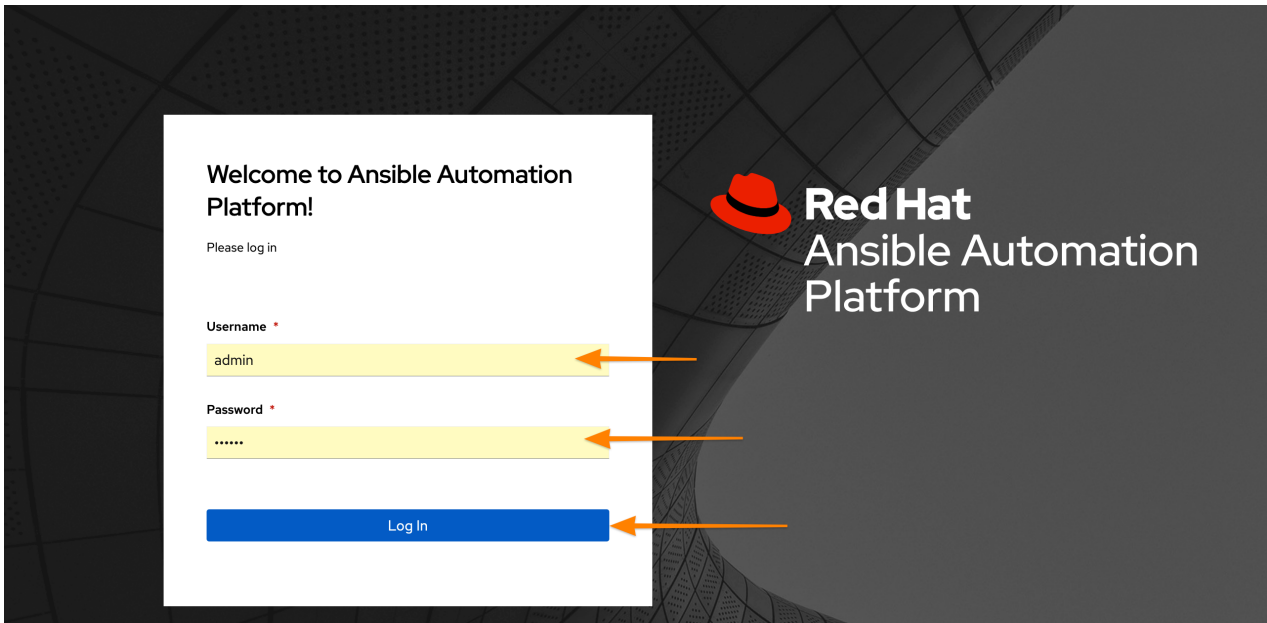 Welcome to Ansible Automation
Platform!
Please log in
Username *
admin
Password *
••••••
Log In
Red Hat
Ansible Automation
Platform